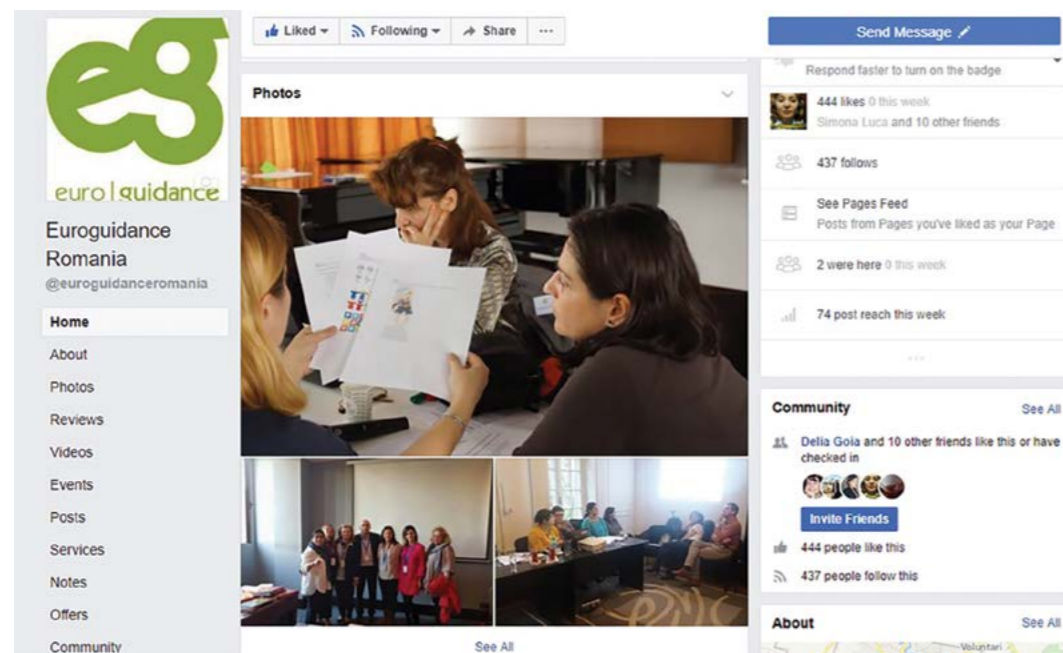 euro|guidance
Euroguidance
Romania
@euroguidanceromania
Home
About
Photos
Reviews
Videos
Events
Posts
Services
Notes
Offers
Community
Liked
Following
Share
Photos
See All
Send Message
Respond faster to turn on the badge
444 likes 0 this week
Simona Luca and 10 other friends
437 follows
See Pages Feed
Posts from Pages you've liked as your Page
2 were here 0 this week
74 post reach this week
Community See All
Delia Goia and 10 other friends like this or have
checked in
Invite Friends
444 people like this
437 people follow this
About See All
Voluntari